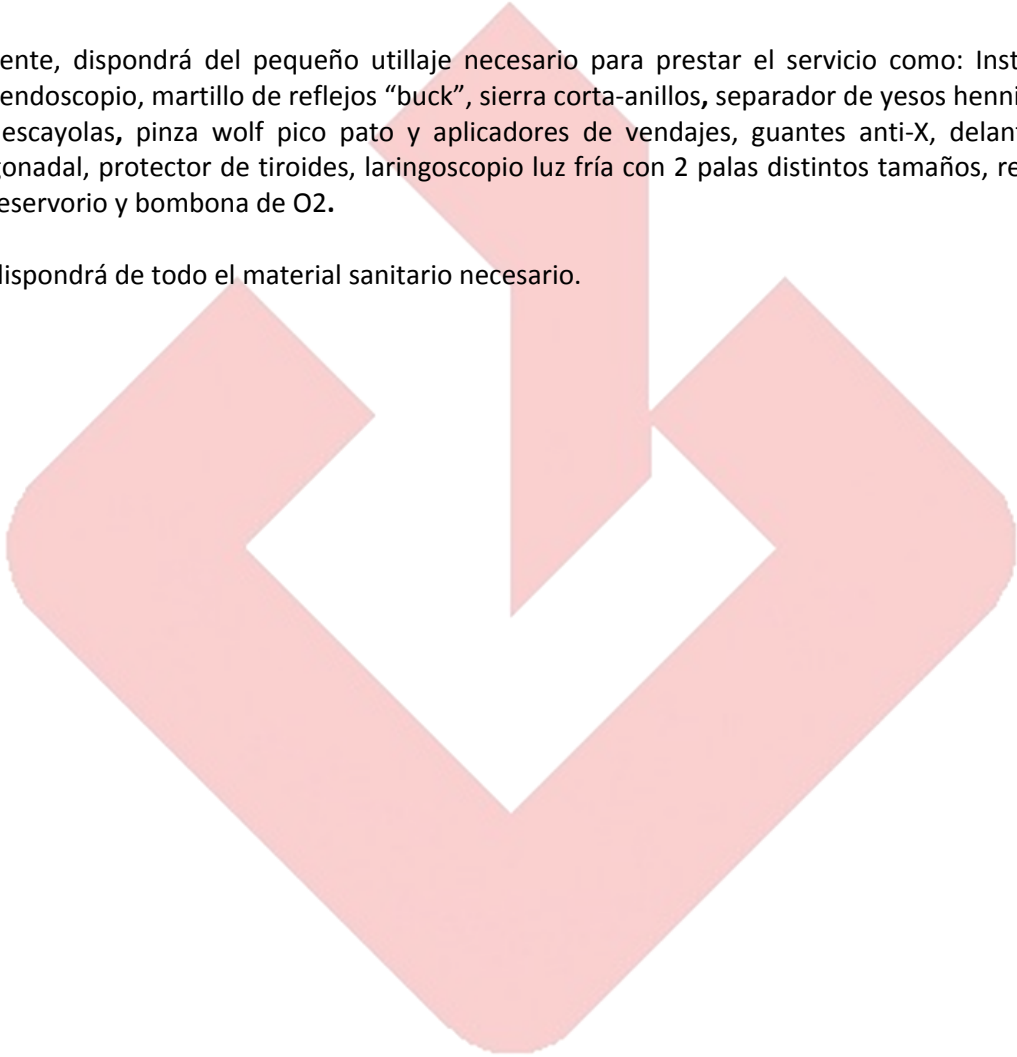 ente, dispondrá del pequeño utillaje necesario para prestar el servicio como: Inst
endoscopio, martillo de reflejos “buck”, sierra corta-anillos, separador de yesos henni
escayolas, pinza wolf pico pato y aplicadores de vendajes, guantes anti-X, delant
gonadal, protector de tiroides, laringoscopio luz fría con 2 palas distintos tamaños, re
eservorio y bombona de O2.
dispondrá de todo el material sanitario necesario.